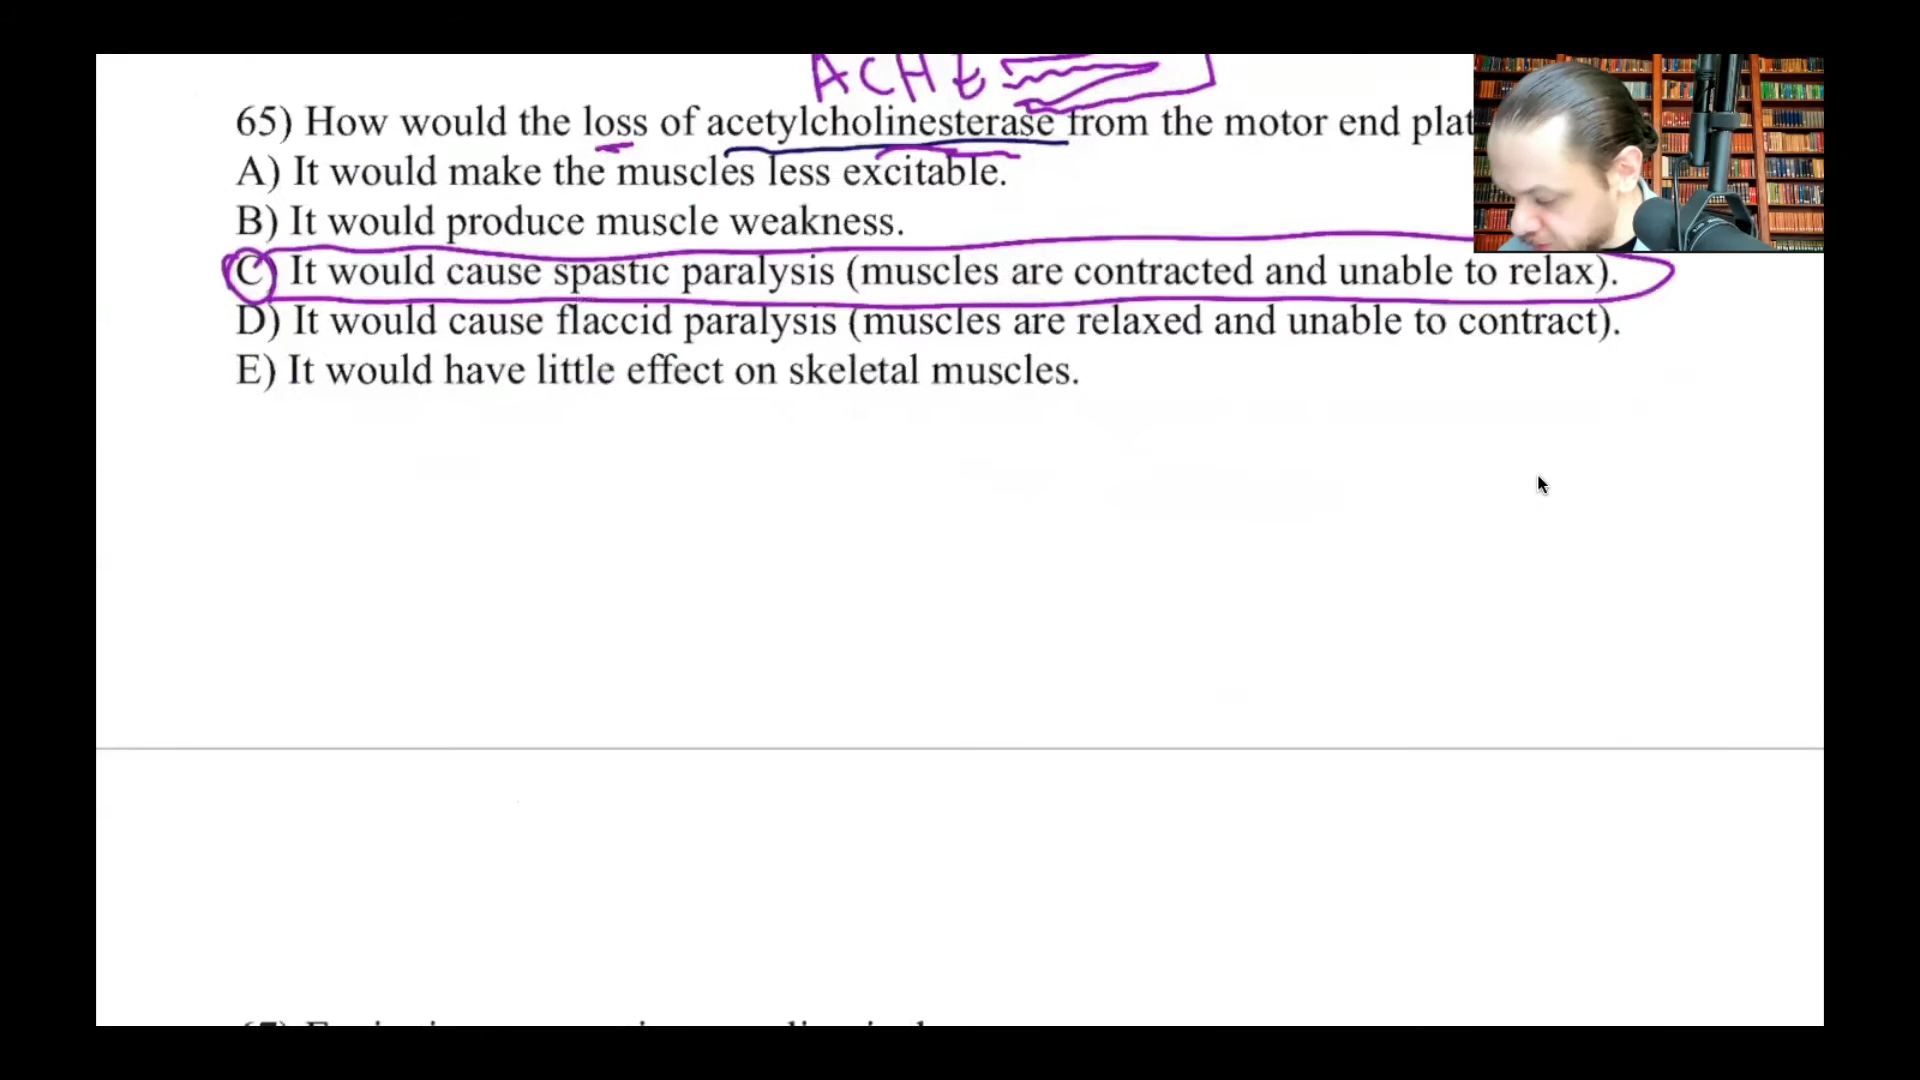 ACHE
65) How would the loss of acetylcholinesterase from the motor end
A) It would make the muscles less excitable.
B) It would produce muscle weakness.
C) It would cause spastic paralysis (muscles are contracted and unable to relax).
D) It would cause flaccid paralysis (muscles are relaxed and unable to contract).
E) It would have little effect on skeletal muscles.